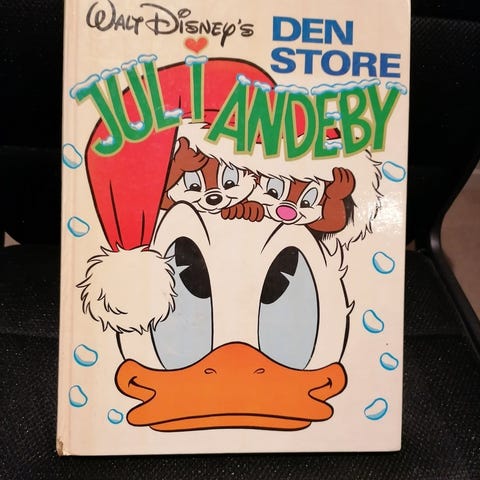 WALT DISNEY'S DEN
STORE
JUL i ANDEBY